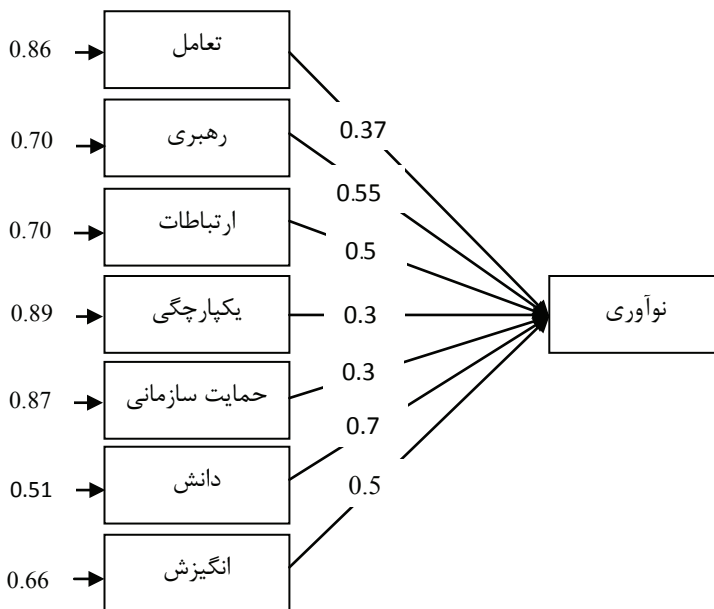 0.86
تعامل
0.37
0.70
رهبری
0.55
0.70
ارتباطات
0.5
0.89
یکپارچگی
0.3
نوآوری
0.87
حمایت سازمانی
0.3
0.51
دانش
0.7
0.66
انگیزش
0.5